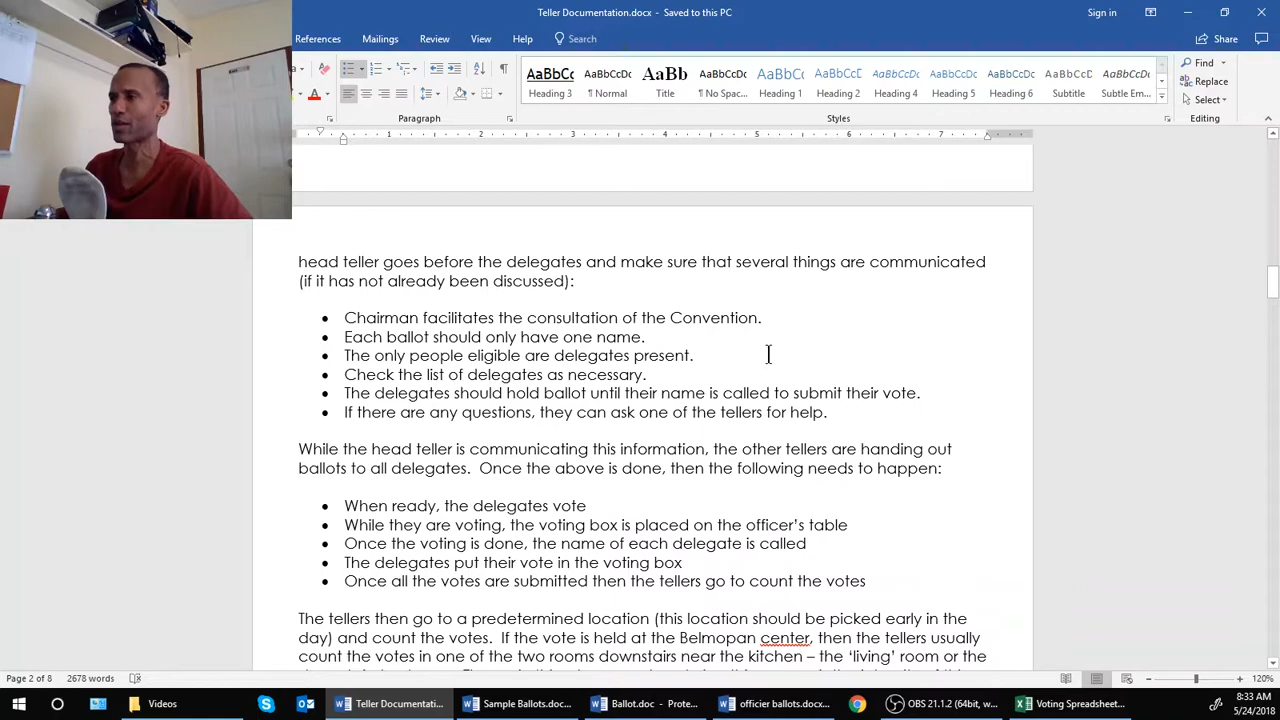 Teller Documentation.docx - Saved to this PC
Sign in
References Mailings Review View Help Search
Share
AaBbCc AaBbCcDc AaBb AaBbCcDc AaBbCc AaBbCcD AaBbCcDc AaBbCcDc AaBbCcDc AaBbCcDc AaBbCcDc
Heading 3 ¶ Normal Title ¶ No Spac... Heading 1 Heading 2 Heading 4 Heading 5 Heading 6 Subtitle Subtle Em...
Find
Replace
Select
Paragraph Styles Editing
1 2 3 4 5 6 7
head teller goes before the delegates and make sure that several things are communicated
(if it has not already been discussed):
• Chairman facilitates the consultation of the Convention.
• Each ballot should only have one name.
• The only people eligible are delegates present.
• Check the list of delegates as necessary.
• The delegates should hold ballot until their name is called to submit their vote.
• If there are any questions, they can ask one of the tellers for help.
While the head teller is communicating this information, the other tellers are handing out
ballots to all delegates. Once the above is done, then the following needs to happen:
• When ready, the delegates vote
• While they are voting, the voting box is placed on the officer's table
• Once the voting is done, the name of each delegate is called
• The delegates put their vote in the voting box
• Once all the votes are submitted then the tellers go to count the votes
The tellers then go to a predetermined location (this location should be picked early in the
day) and count the votes. If the vote is held at the Belmopan center, then the tellers usually
count the votes in one of the two rooms downstairs near the kitchen – the 'living' room or the
Page 2 of 8 2678 words
120%
Videos
Teller Documentati...
Sample Ballots.docx...
Ballot.doc - Prote...
officier ballots.docx...
OBS 21.1.2 (64bit, w...
Voting Spreadsheet...
8:33 AM
5/24/2018